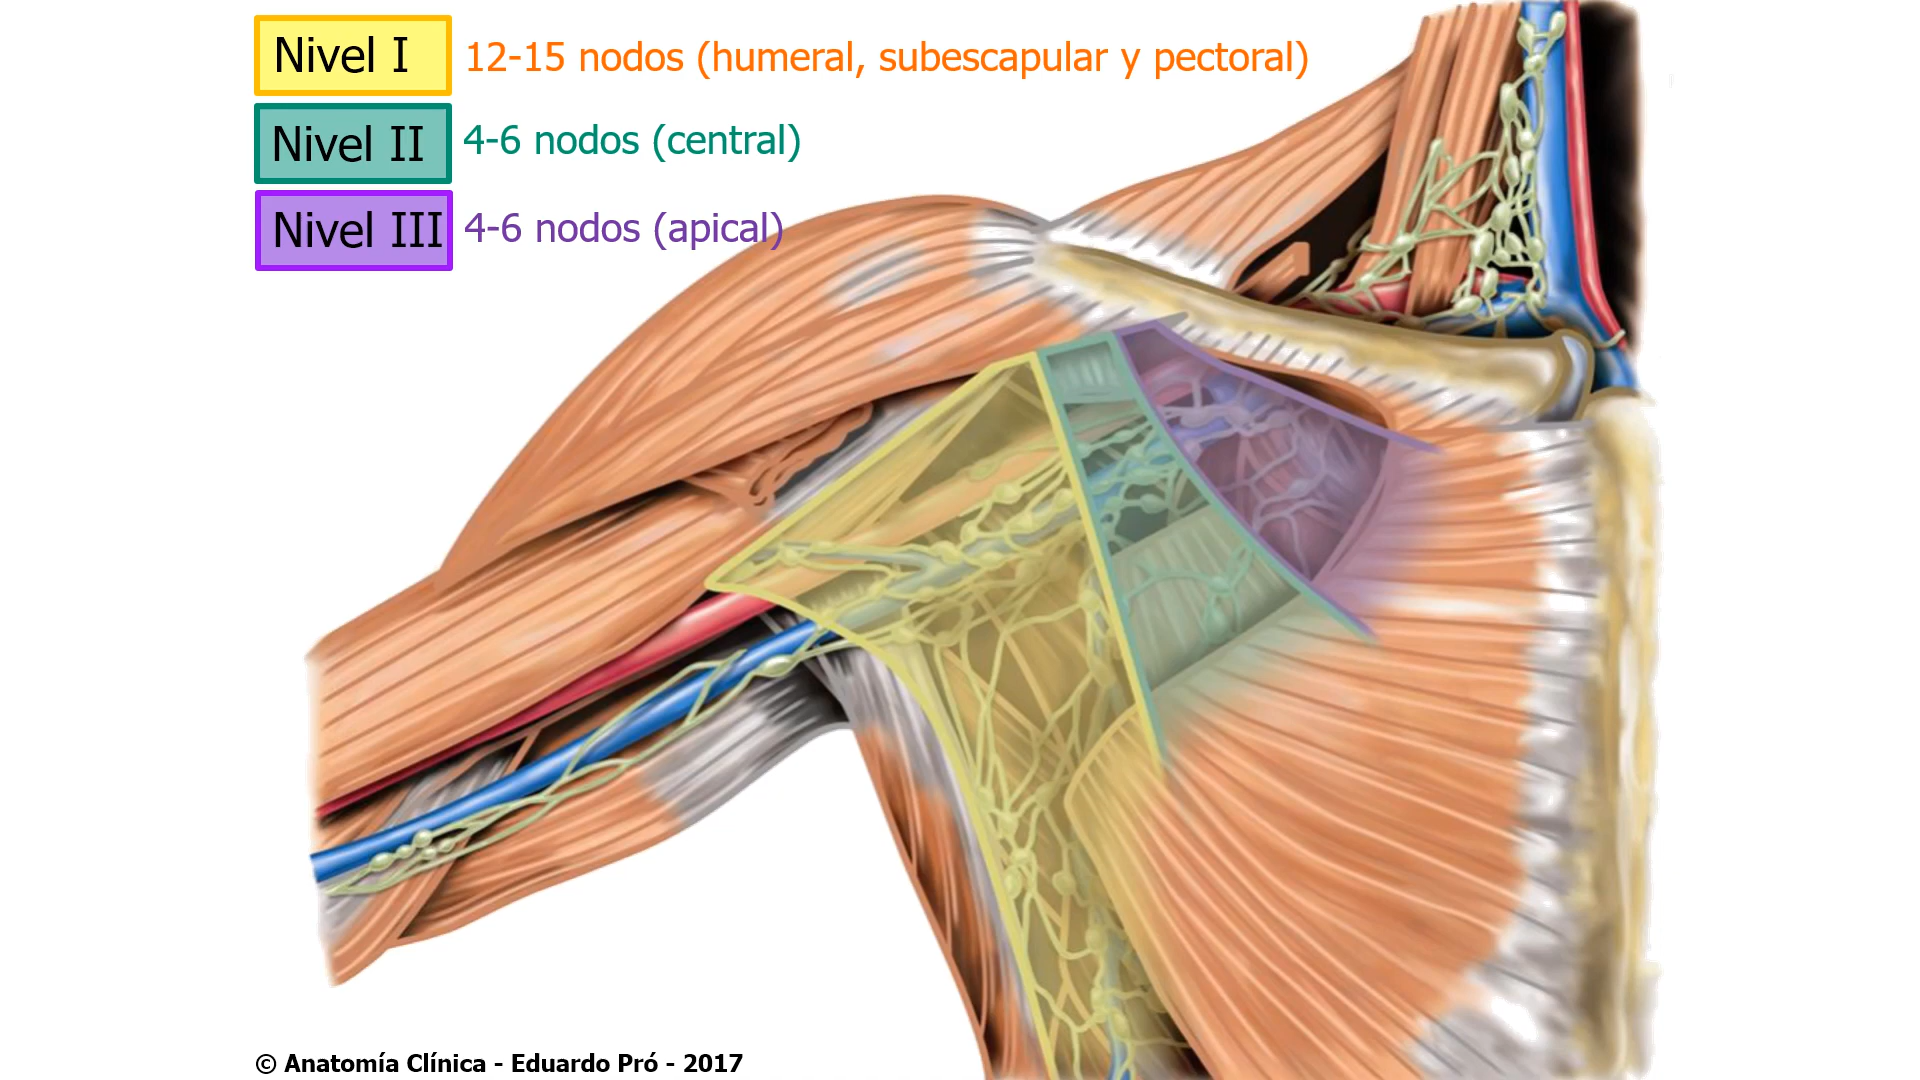 Nivel I 12-15 nodos (humeral, subescapular y pectoral)
Nivel II 4-6 nodos (central)
Nivel III 4-6 nodos (apical)
© Anatomía Clínica - Eduardo Pró - 2017